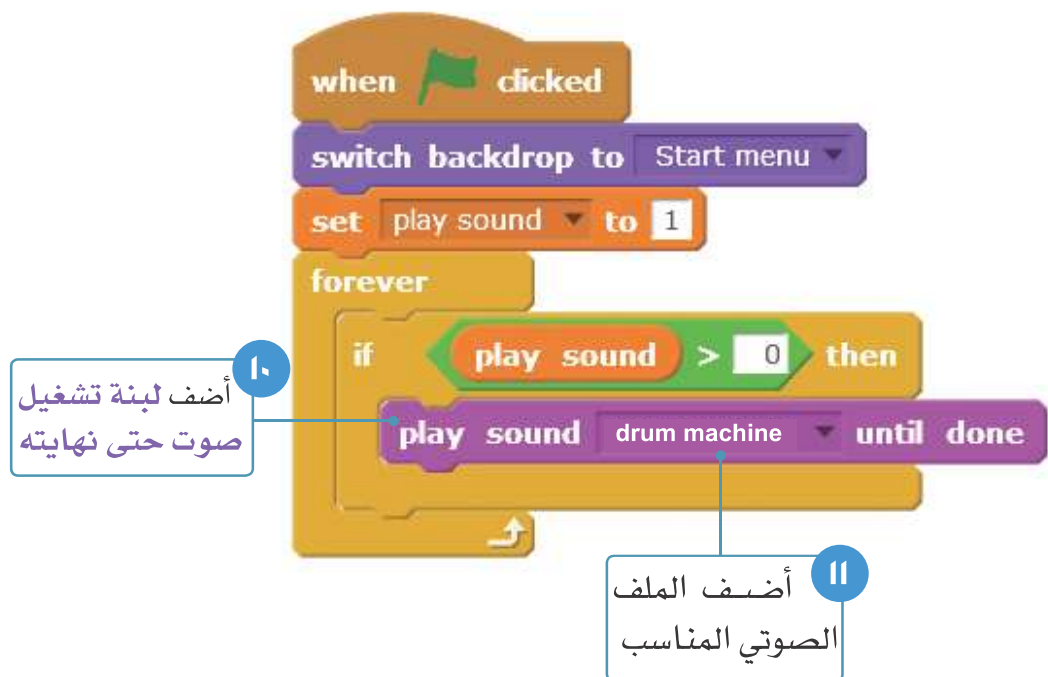 when clicked
switch backdrop to Start menu
set play sound to 1
forever
if play sound > 0 then
١٠
أضف لبنة تشغيل
صوت حتى نهايته
play sound drum machine until done
١١
أضف الملف
الصوتي المناسب